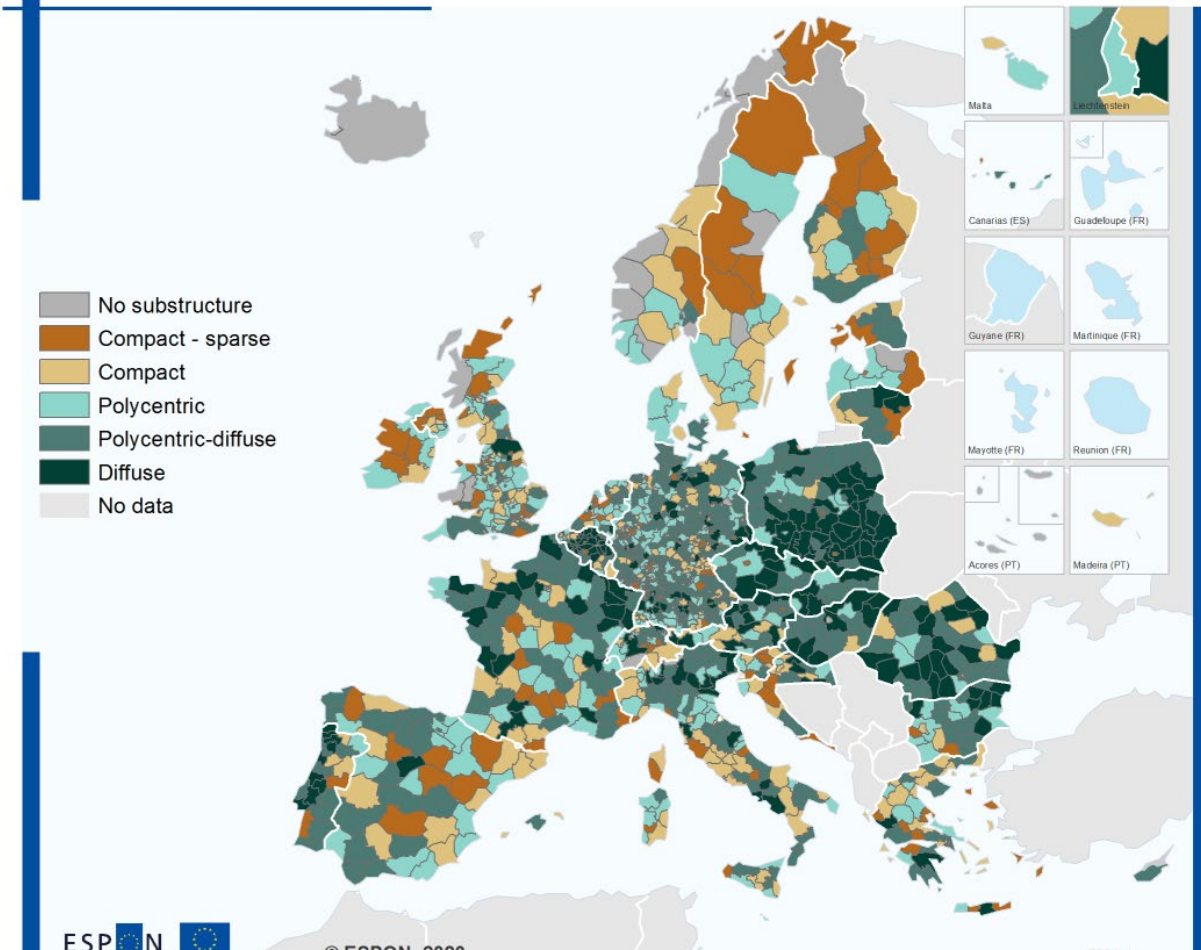 Malta
Liechtenstein
Canarias (ES)
Guadeloupe (FR)
No substructure
Compact - sparse
Compact
Polycentric
Polycentric-diffuse
Diffuse
No data
Guyane (FR)
Martinique (FR)
Mayotte (FR)
Reunion (FR)
Acores (PT)
Madeira (PT)
ESPON